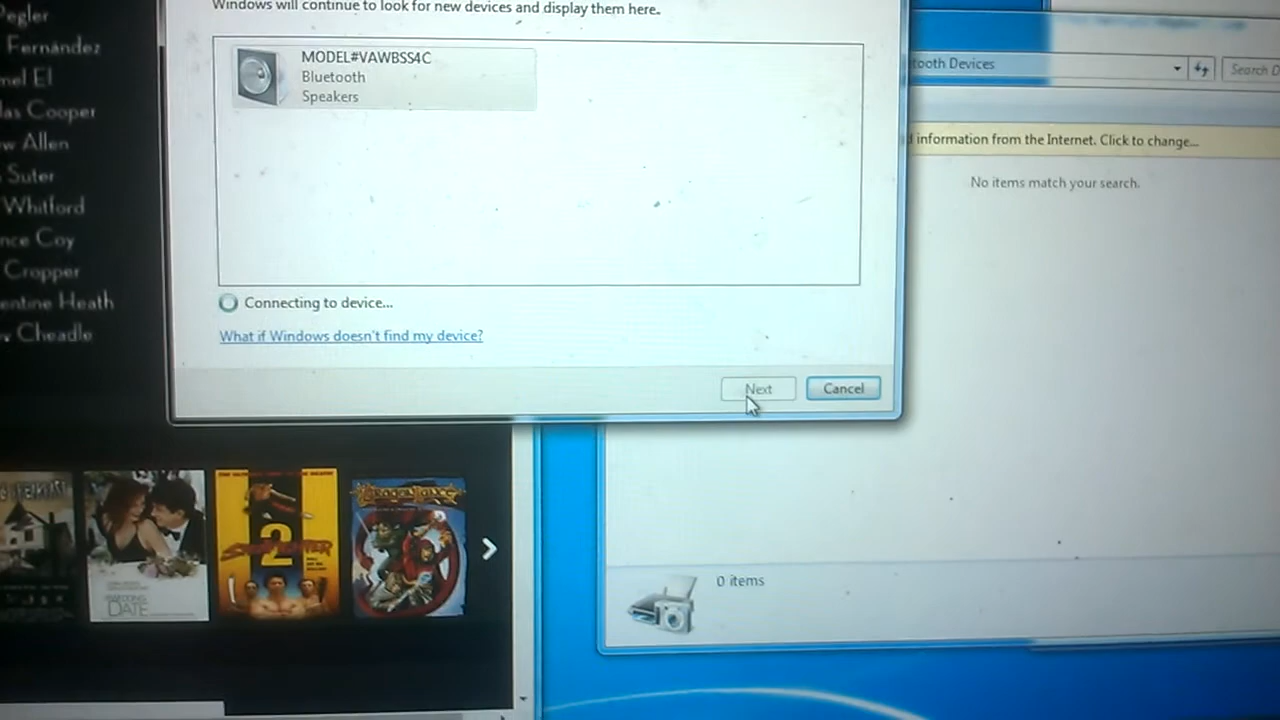 Windows will continue to look for new devices and display them here.
MODEL#VAWBSS4C
Bluetooth
Speakers
Connecting to device...
What if Windows doesn't find my device?
Next
Cancel
tooth Devices
Search D
information from the Internet. Click to change...
No items match your search.
0 items
egler
Fernández
mel El
las Cooper
w Allen
Suter
Whitford
nce Coy
Cropper
entine Heath
Cheadle
2
DATE